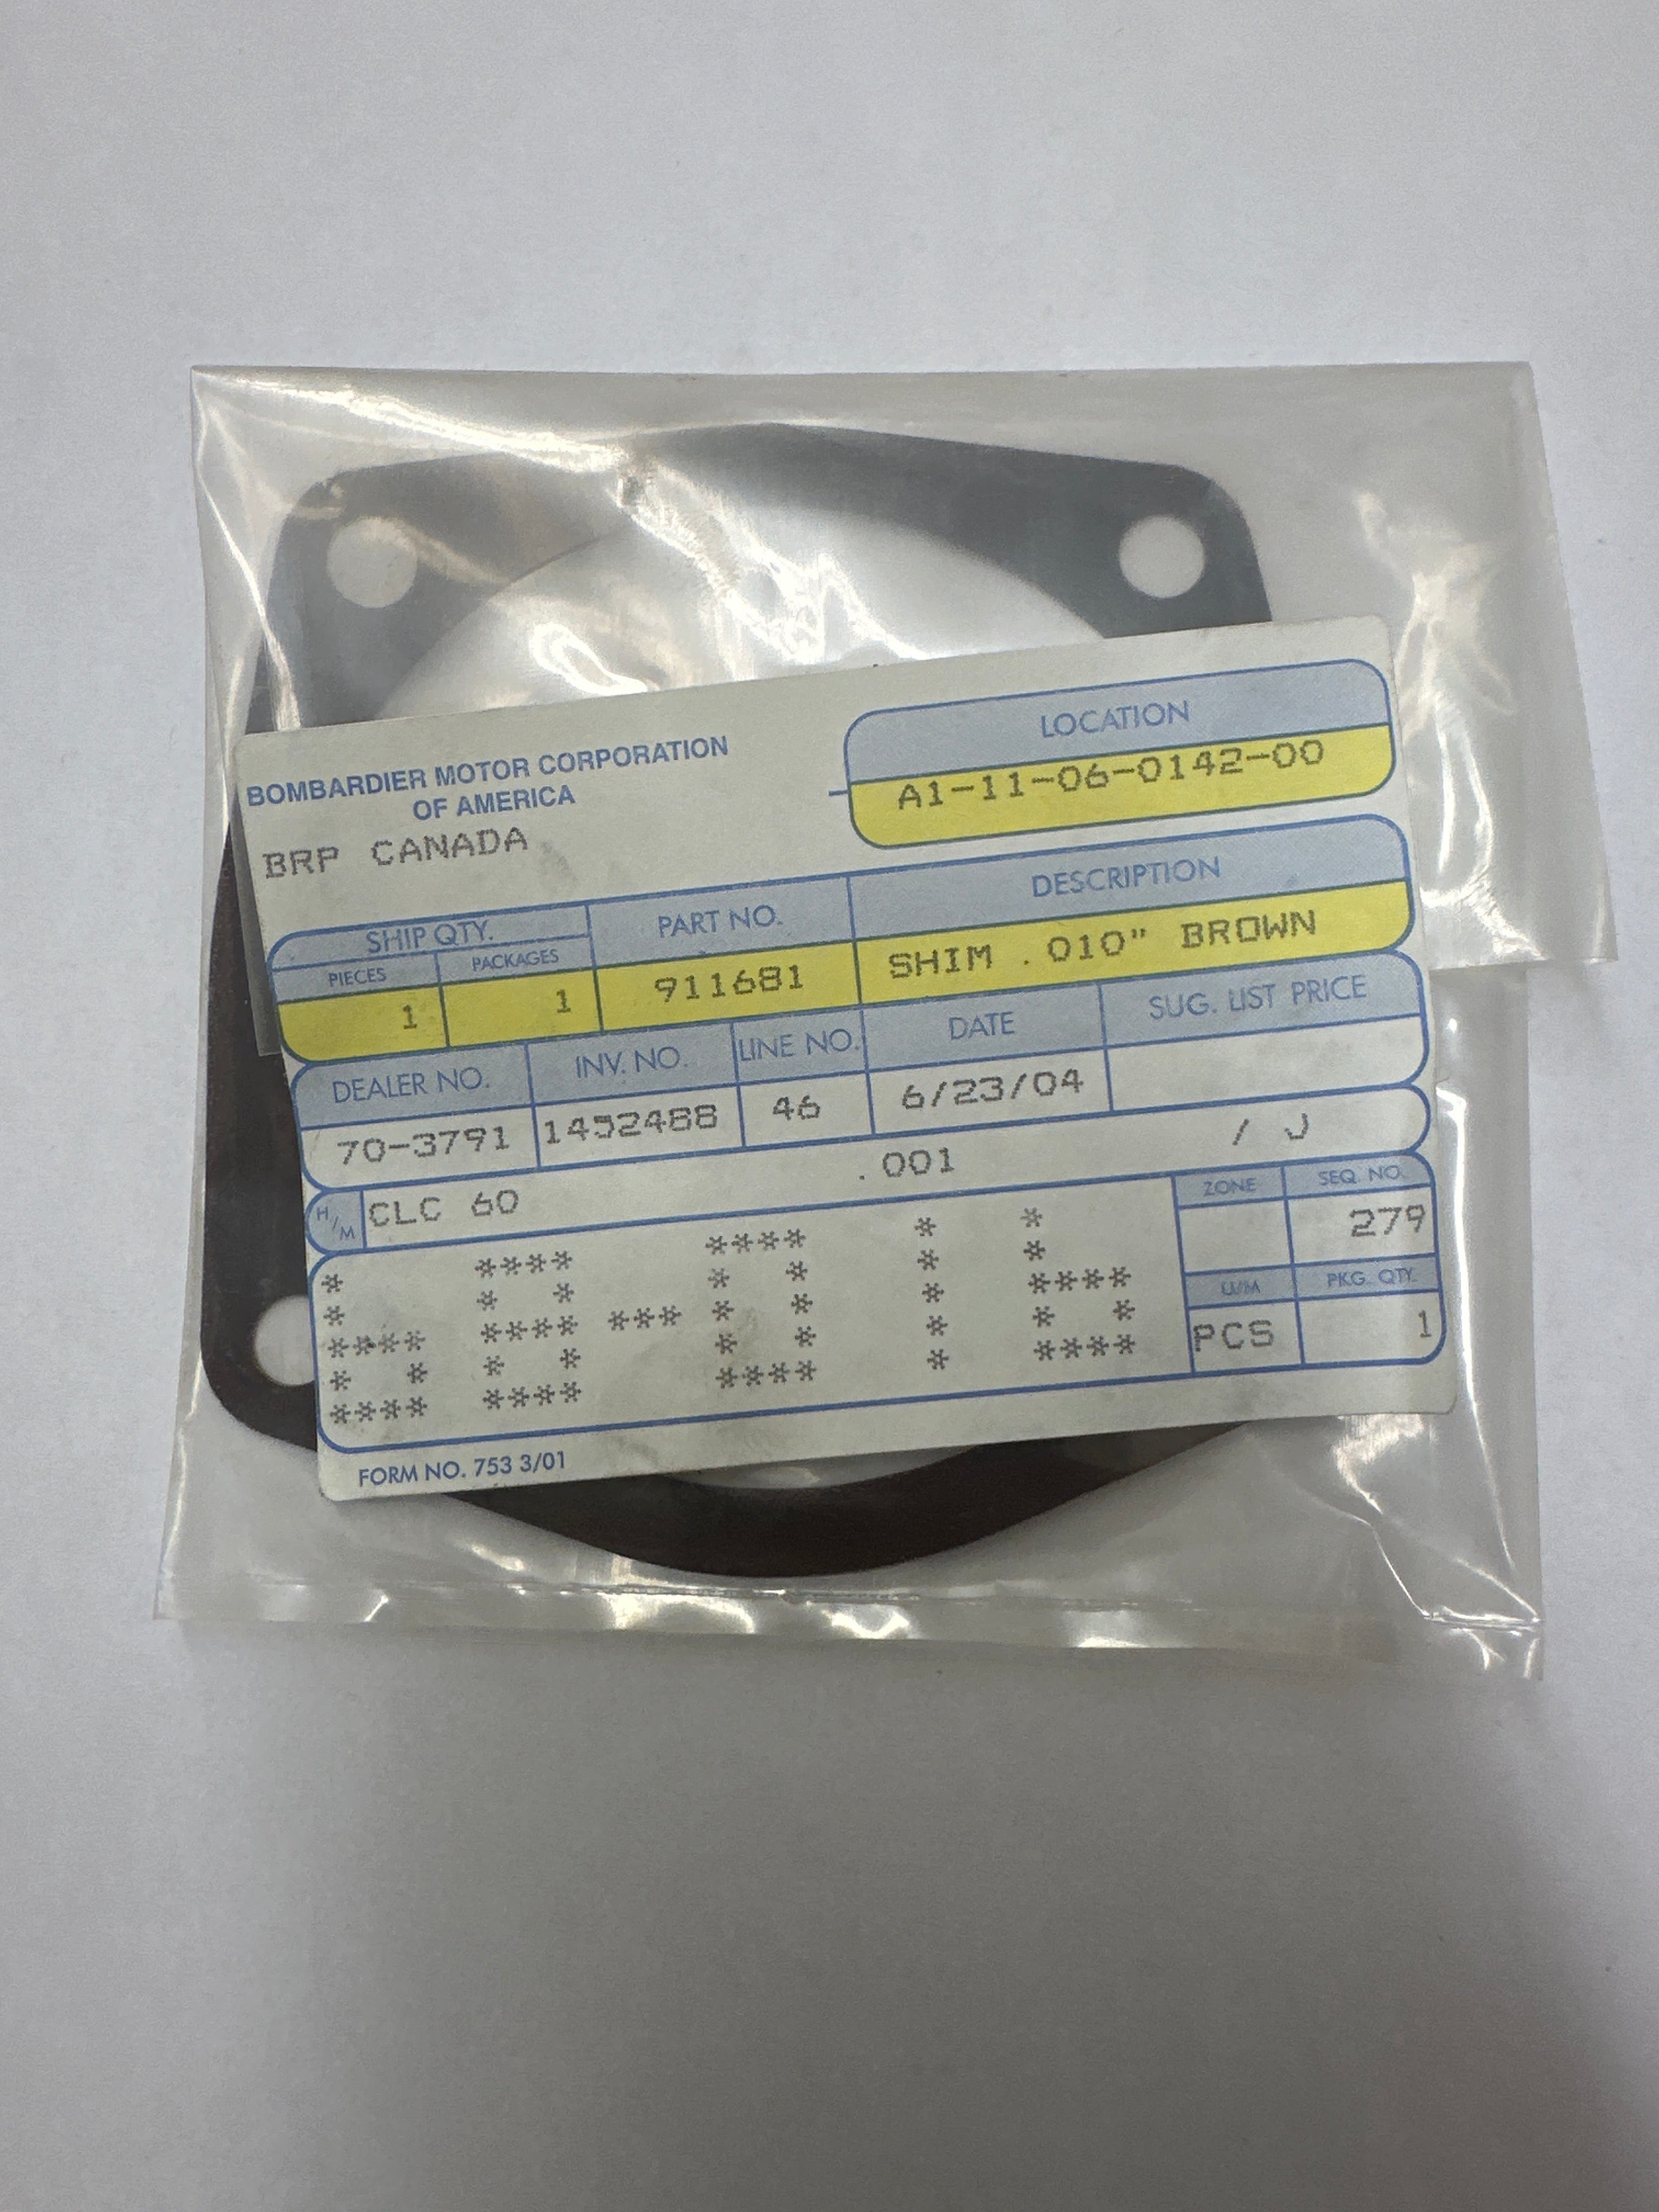 BOMBARDIER MOTOR CORPORATION
OF AMERICA
BRP CANADA
LOCATION
A1-11-06-0142-00
SHIP QTY.
PIECES PACKAGES
PART NO.
DESCRIPTION
1 1 911681 SHIM .010" BROWN
DEALER NO. INV. NO. LINE NO. DATE SUG. LIST PRICE
70-3791 1452488 46 6/23/04
H/M CLC 60 .001 / J
68-016
ZONE SEQ. NO.
279
U/M PKG. QTY.
PCS 1
FORM NO. 753 3/01